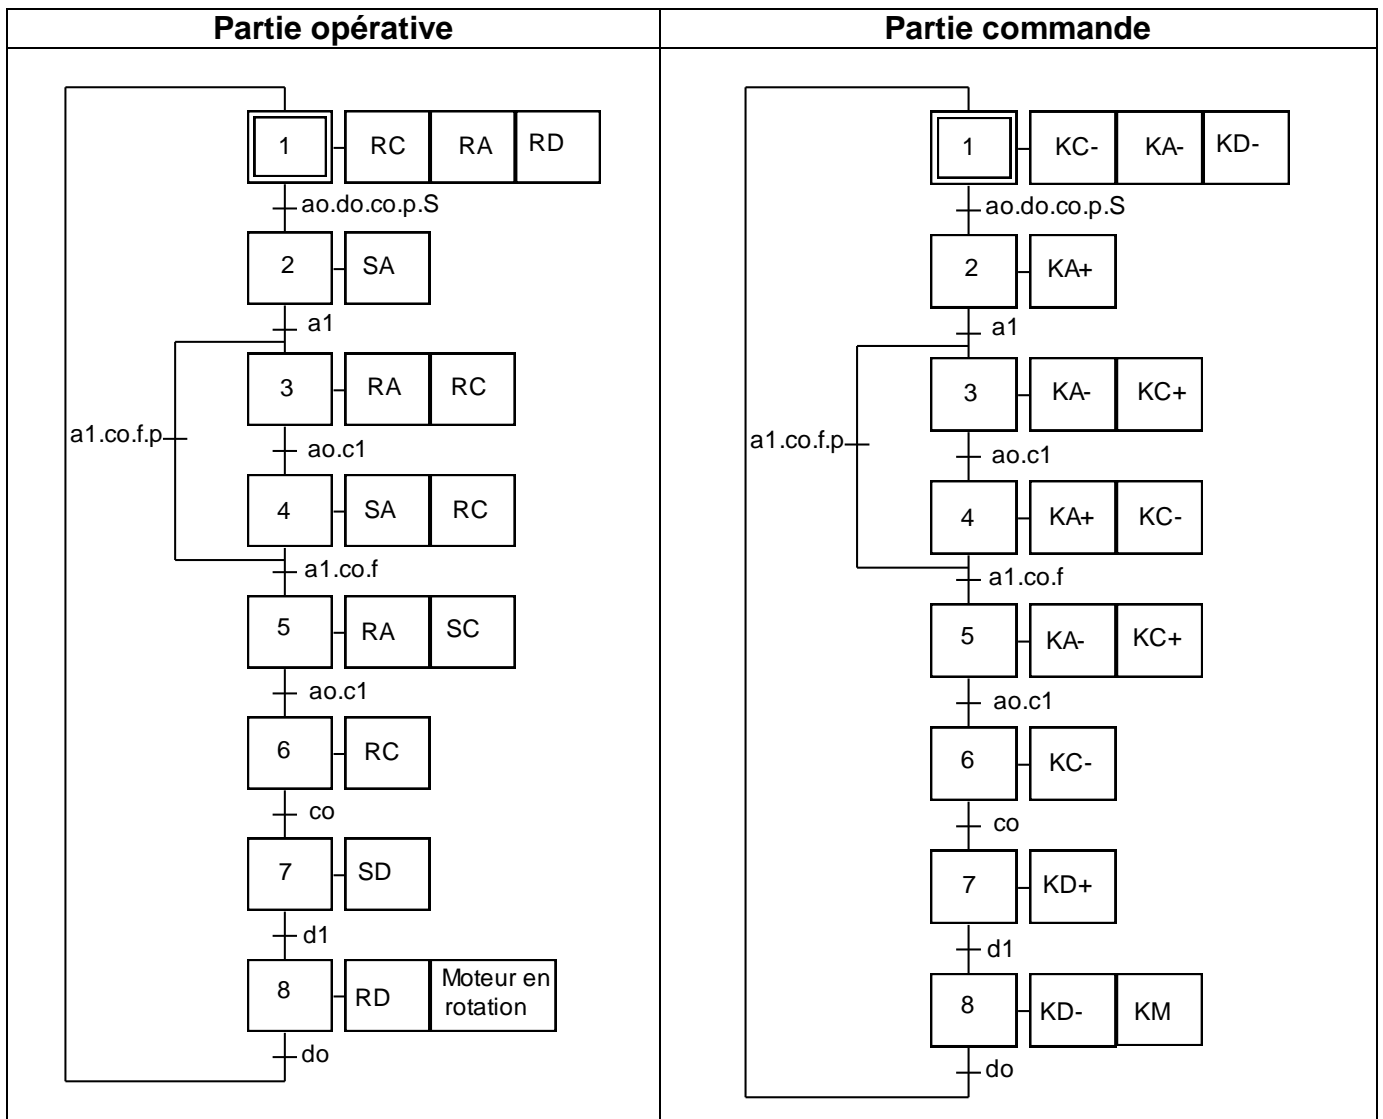 Partie opérative
Partie commande
1 RC RA RD
ao.do.co.p.S
2 SA
a1
3 RA RC
a1.co.f.p
ao.c1
4 SA RC
a1.co.f
5 RA SC
ao.c1
6 RC
co
7 SD
d1
8 RD Moteur en
rotation
do
1 KC- KA- KD-
ao.do.co.p.S
2 KA+
a1
3 KA- KC+
a1.co.f.p
ao.c1
4 KA+ KC-
a1.co.f
5 KA- KC+
ao.c1
6 KC-
co
7 KD+
d1
8 KD- KM
do